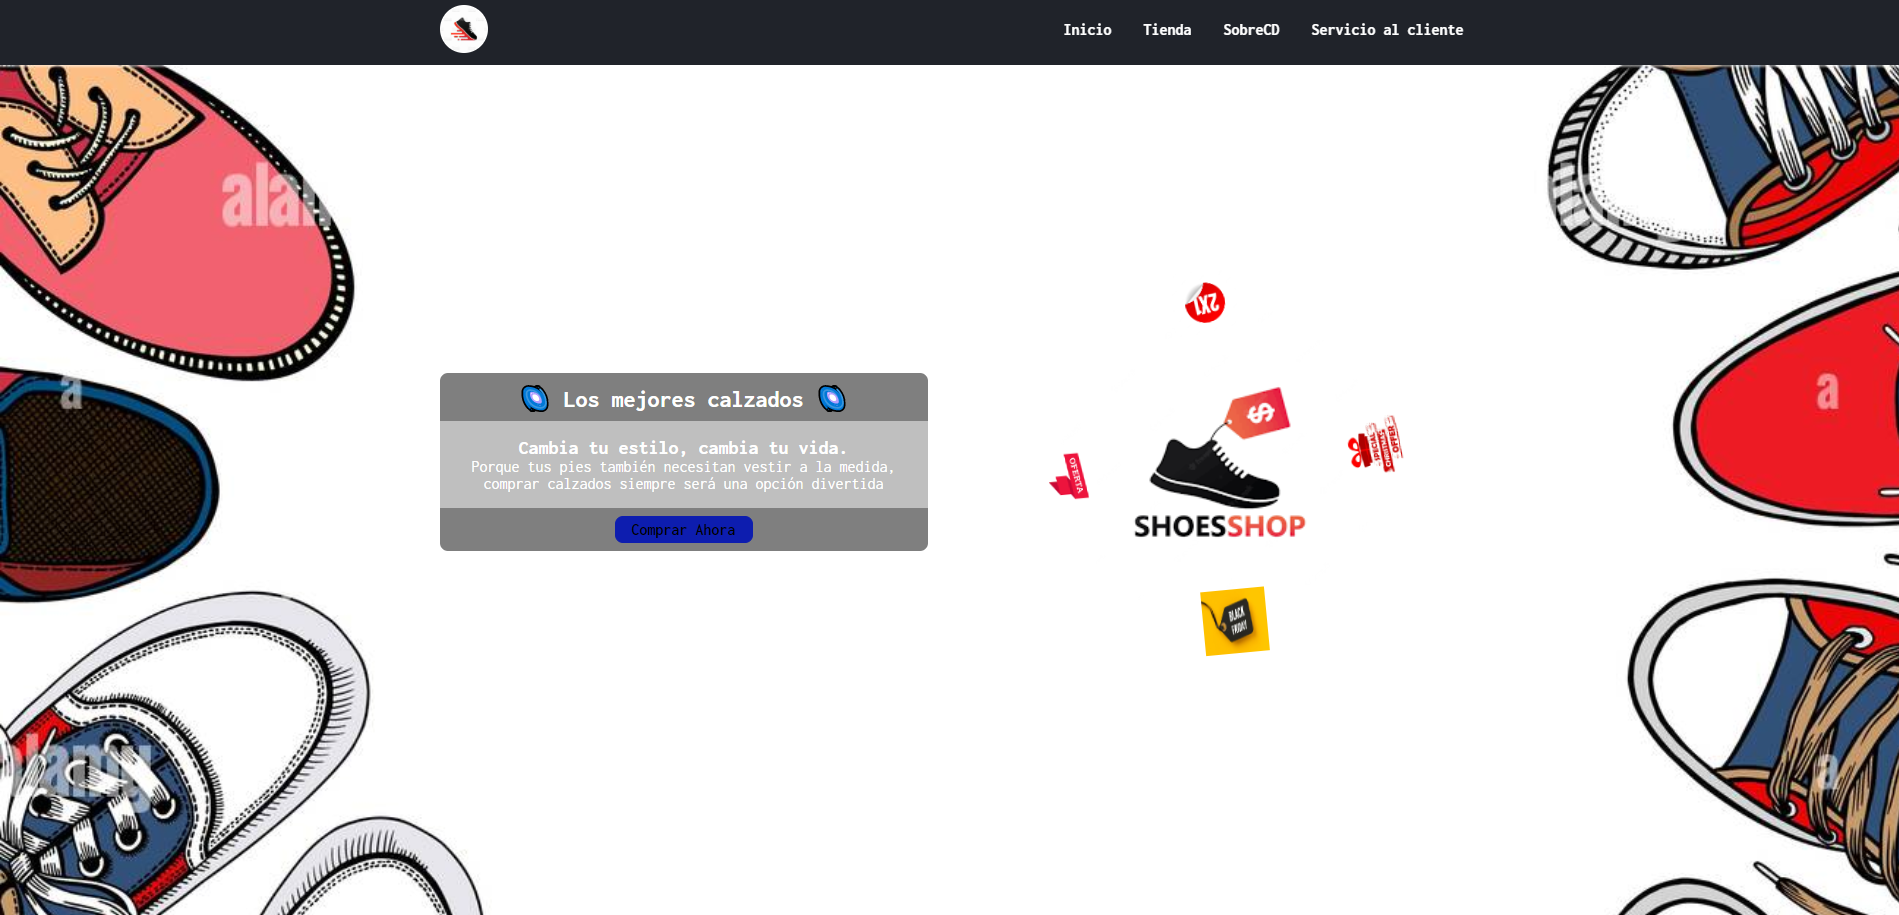 Inicio Tienda SobreCD Servicio al cliente
alamy
alamy
2X1
🌀 Los mejores calzados 🌀
a
a
Cambia tu estilo, cambia tu vida.
Porque tus pies también necesitan vestir a la medida,
comprar calzados siempre será una opción divertida
Comprar Ahora
$
OFERTA
SPECIAL
OFFER
SHOESSHOP
BLACK
FRIDAY
alamy
a